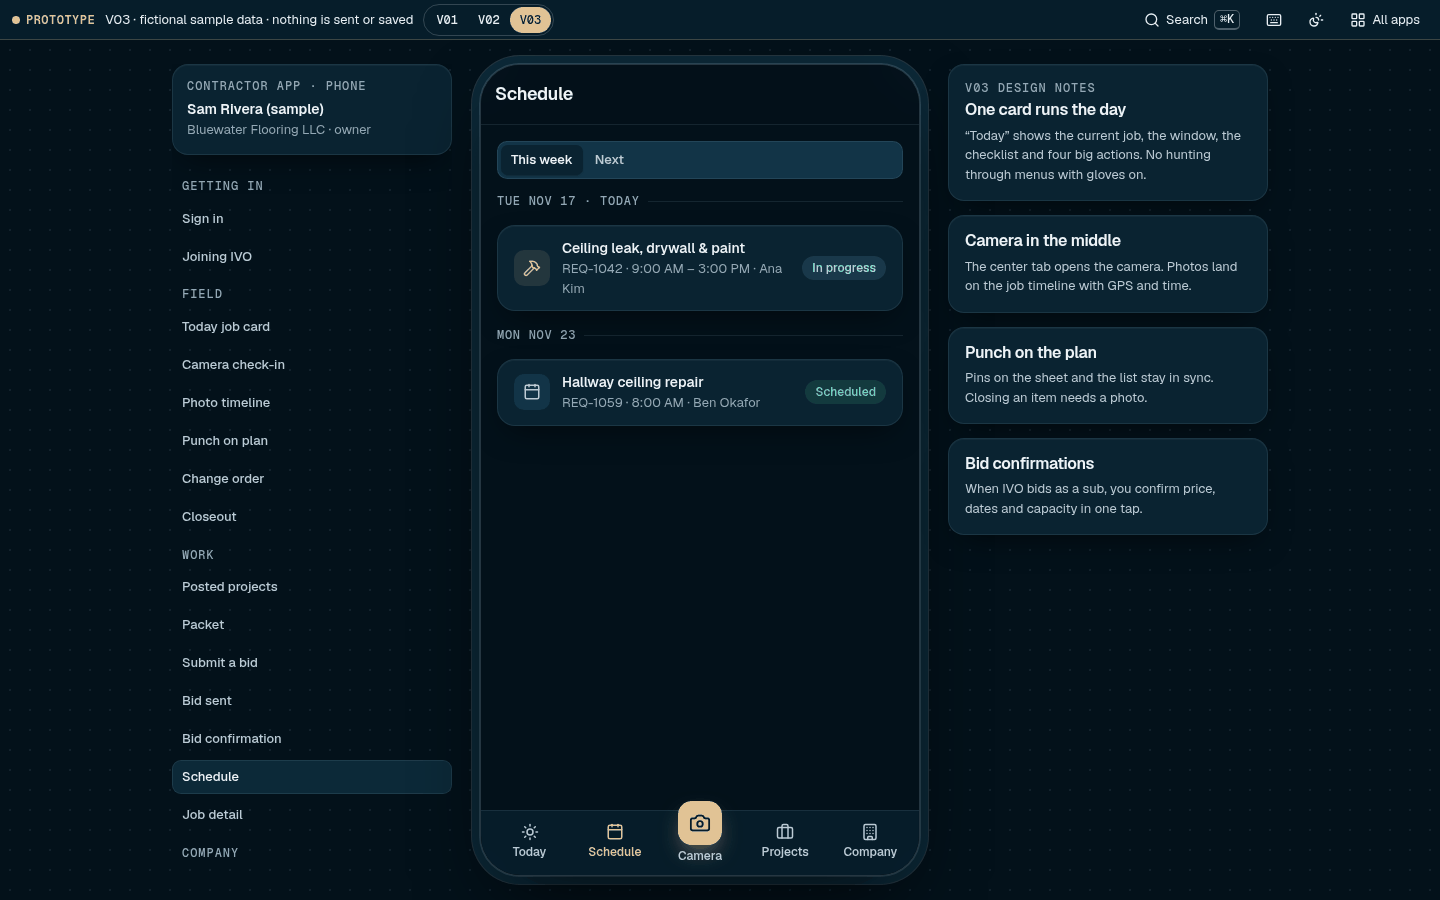 PROTOTYPE V03 · fictional sample data · nothing is sent or saved V01 V02 V03 Search ⌘K All apps
CONTRACTOR APP · PHONE
Sam Rivera (sample)
Bluewater Flooring LLC · owner
GETTING IN
Sign in
Joining IVO
FIELD
Today job card
Camera check-in
Photo timeline
Punch on plan
Change order
Closeout
WORK
Posted projects
Packet
Submit a bid
Bid sent
Bid confirmation
Schedule
Job detail
COMPANY
Schedule
This week Next
TUE NOV 17 · TODAY
Ceiling leak, drywall & paint
REQ-1042 · 9:00 AM – 3:00 PM · Ana
Kim
In progress
MON NOV 23
Hallway ceiling repair
REQ-1059 · 8:00 AM · Ben Okafor
Scheduled
Today Schedule Camera Projects Company
V03 DESIGN NOTES
One card runs the day
“Today” shows the current job, the window, the
checklist and four big actions. No hunting
through menus with gloves on.
Camera in the middle
The center tab opens the camera. Photos land
on the job timeline with GPS and time.
Punch on the plan
Pins on the sheet and the list stay in sync.
Closing an item needs a photo.
Bid confirmations
When IVO bids as a sub, you confirm price,
dates and capacity in one tap.